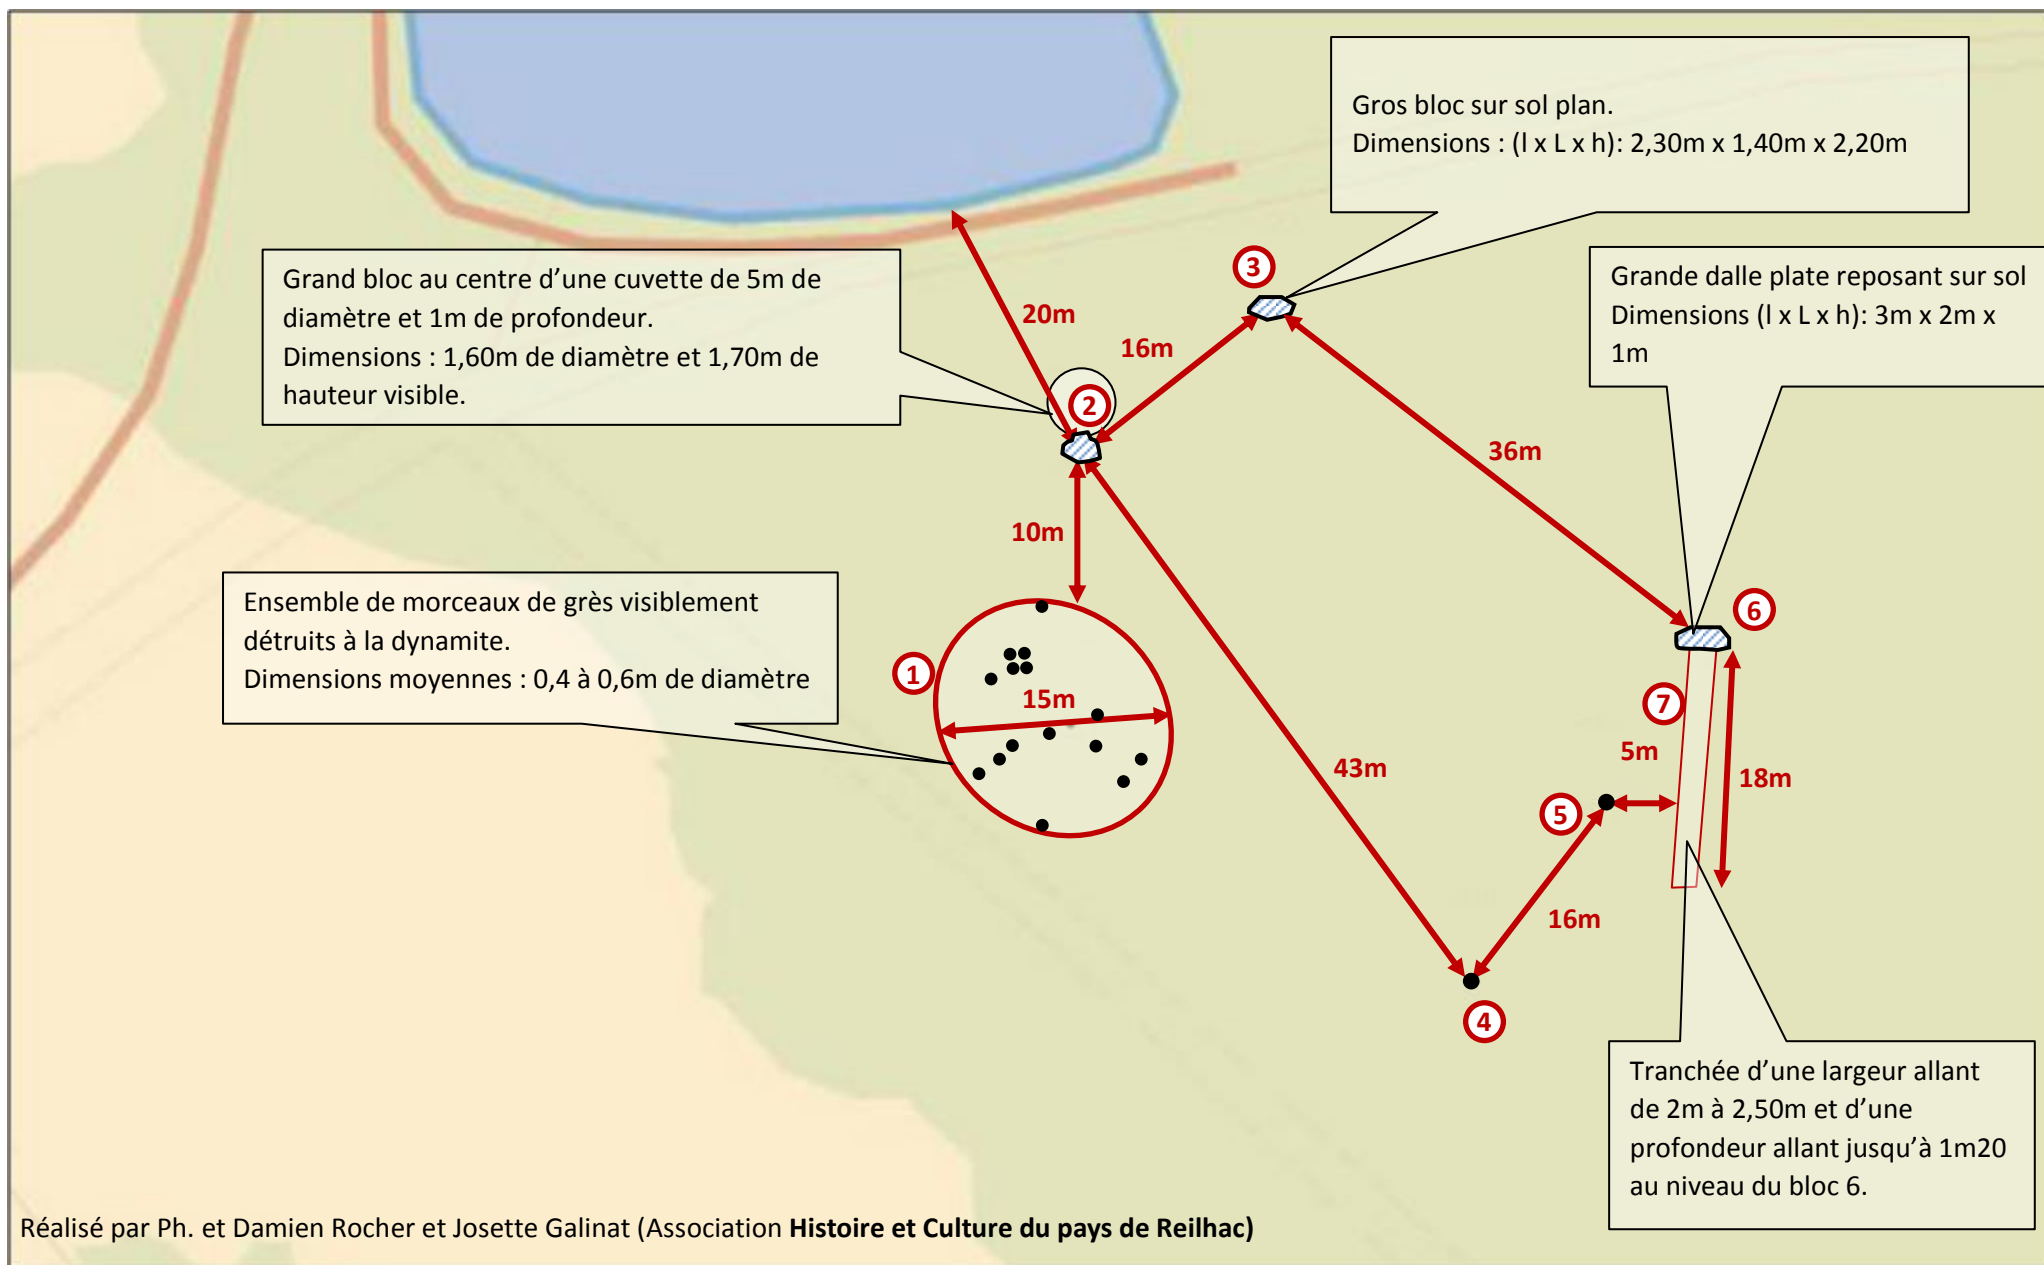 Gros bloc sur sol plan.
Dimensions : (l x L x h): 2,30m x 1,40m x 2,20m
Grand bloc au centre d’une cuvette de 5m de
diamètre et 1m de profondeur.
Dimensions : 1,60m de diamètre et 1,70m de
hauteur visible.
Grande dalle plate reposant sur sol
Dimensions (l x L x h): 3m x 2m x
1m
3
20m
16m
2
36m
10m
Ensemble de morceaux de grès visiblement
détruits à la dynamite.
Dimensions moyennes : 0,4 à 0,6m de diamètre
1
15m
6
7
5m
43m
18m
5
16m
4
Tranchée d’une largeur allant
de 2m à 2,50m et d’une
profondeur allant jusqu’à 1m20
au niveau du bloc 6.
Réalisé par Ph. et Damien Rocher et Josette Galinat (Association Histoire et Culture du pays de Reilhac)